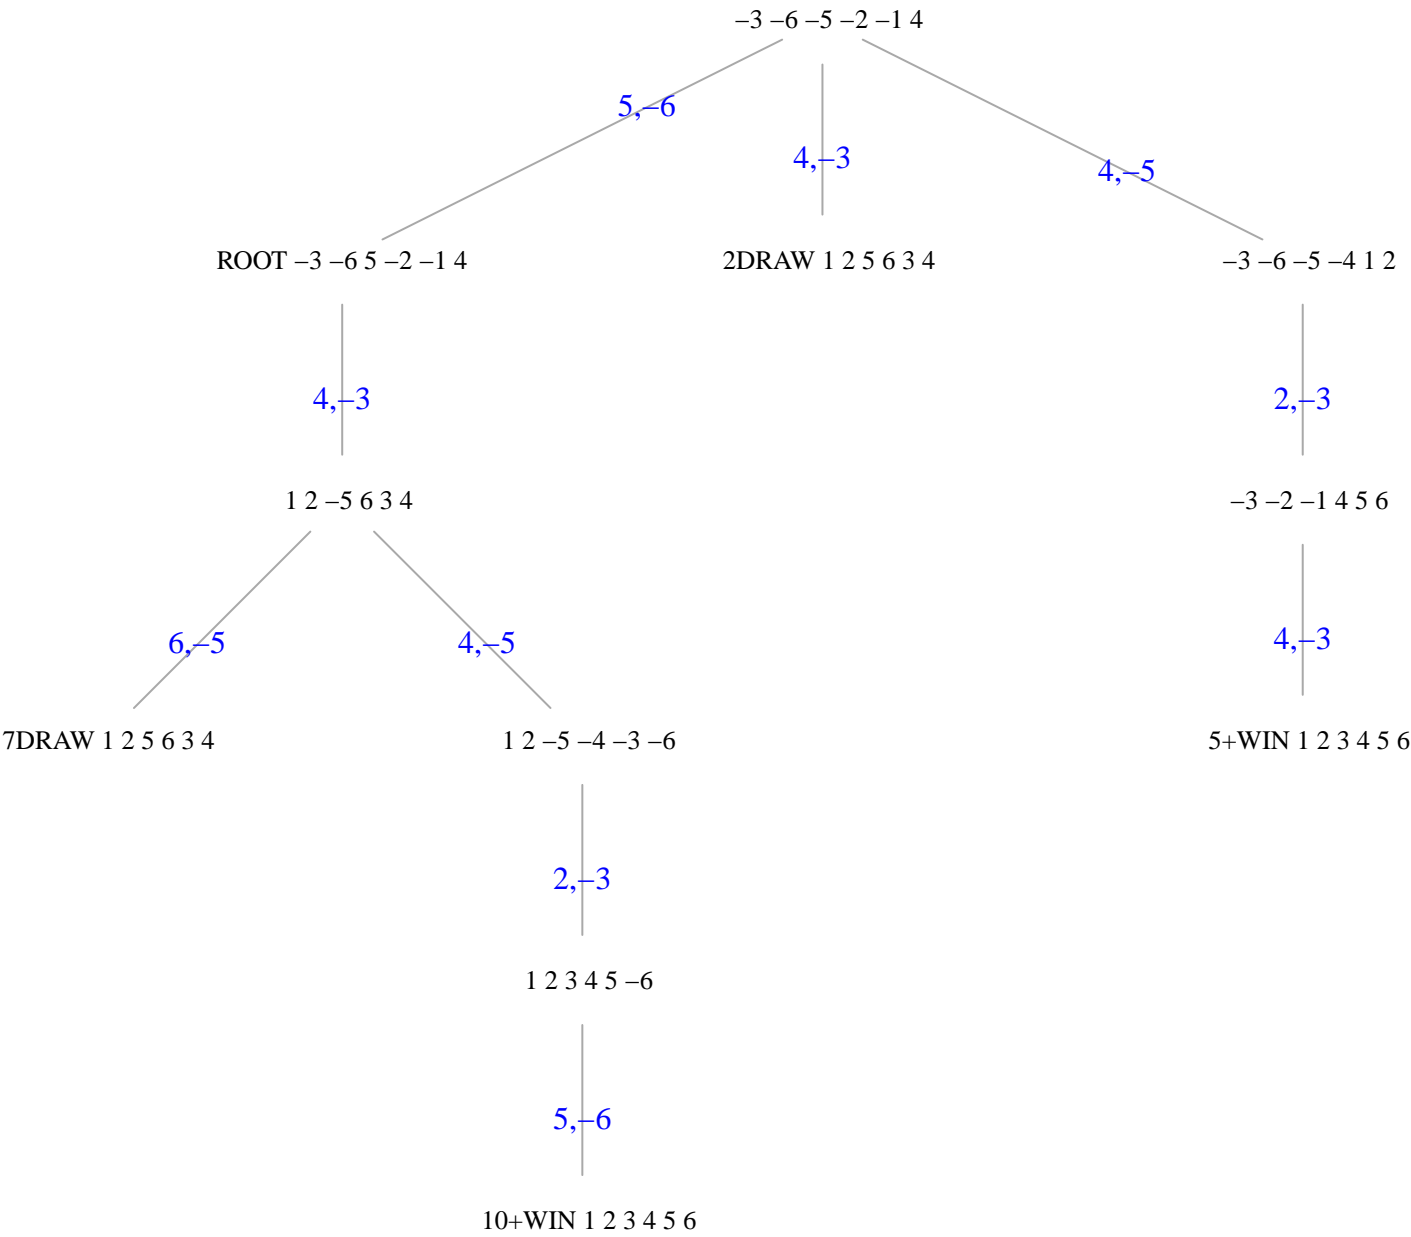 –3 –6 –5 –2 –1 4
5,–6
4,–3
4,–5
ROOT –3 –6 5 –2 –1 4
2DRAW 1 2 5 6 3 4
–3 –6 –5 –4 1 2
4,–3
2,–3
1 2 –5 6 3 4
–3 –2 –1 4 5 6
6,–5
4,–5
4,–3
7DRAW 1 2 5 6 3 4
1 2 –5 –4 –3 –6
5+WIN 1 2 3 4 5 6
2,–3
1 2 3 4 5 –6
5,–6
10+WIN 1 2 3 4 5 6